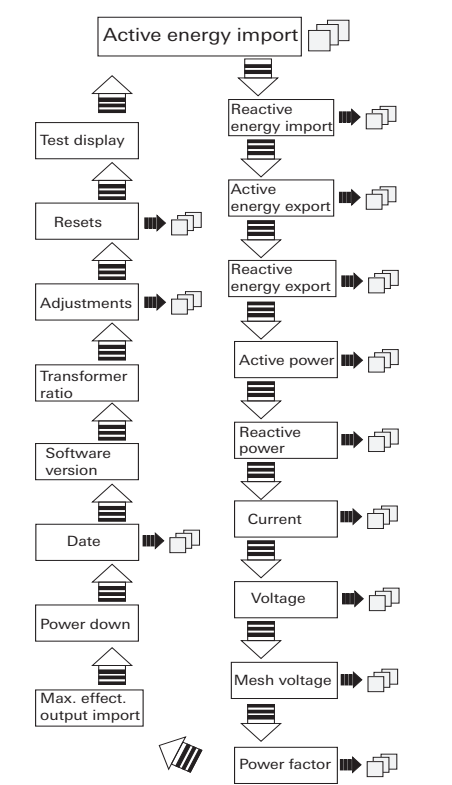 Active energy import
Reactive
energy import
Active
energy export
Reactive
energy export
Active power
Reactive
power
Current
Voltage
Mesh voltage
Power factor
Max. effect.
output import
Power down
Date
Software
version
Transformer
ratio
Adjustments
Resets
Test display